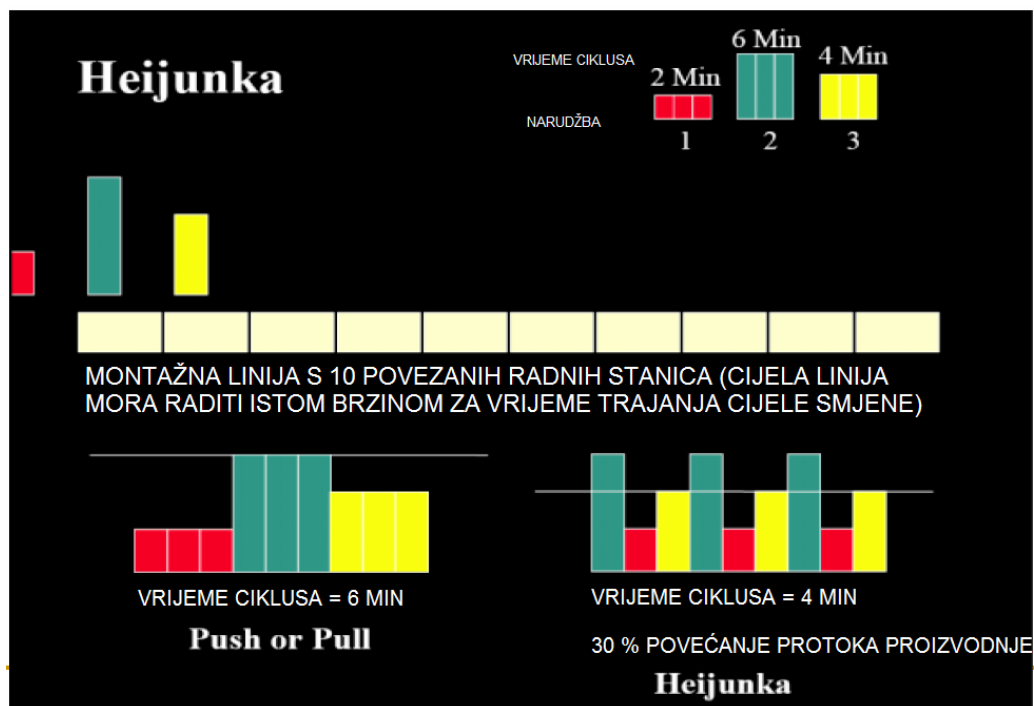 Heijunka
VRIJEME CIKLUSA
2 Min
6 Min
4 Min
NARUDŽBA
1
2
3
MONTAŽNA LINIJA S 10 POVEZANIH RADNIH STANICA (CIJELA LINIJA
MORA RADITI ISTOM BRZINOM ZA VRIJEME TRAJANJA CIJELE SMJENE)
VRIJEME CIKLUSA = 6 MIN
Push or Pull
VRIJEME CIKLUSA = 4 MIN
30 % POVEĆANJE PROTOKA PROIZVODNJE
Heijunka